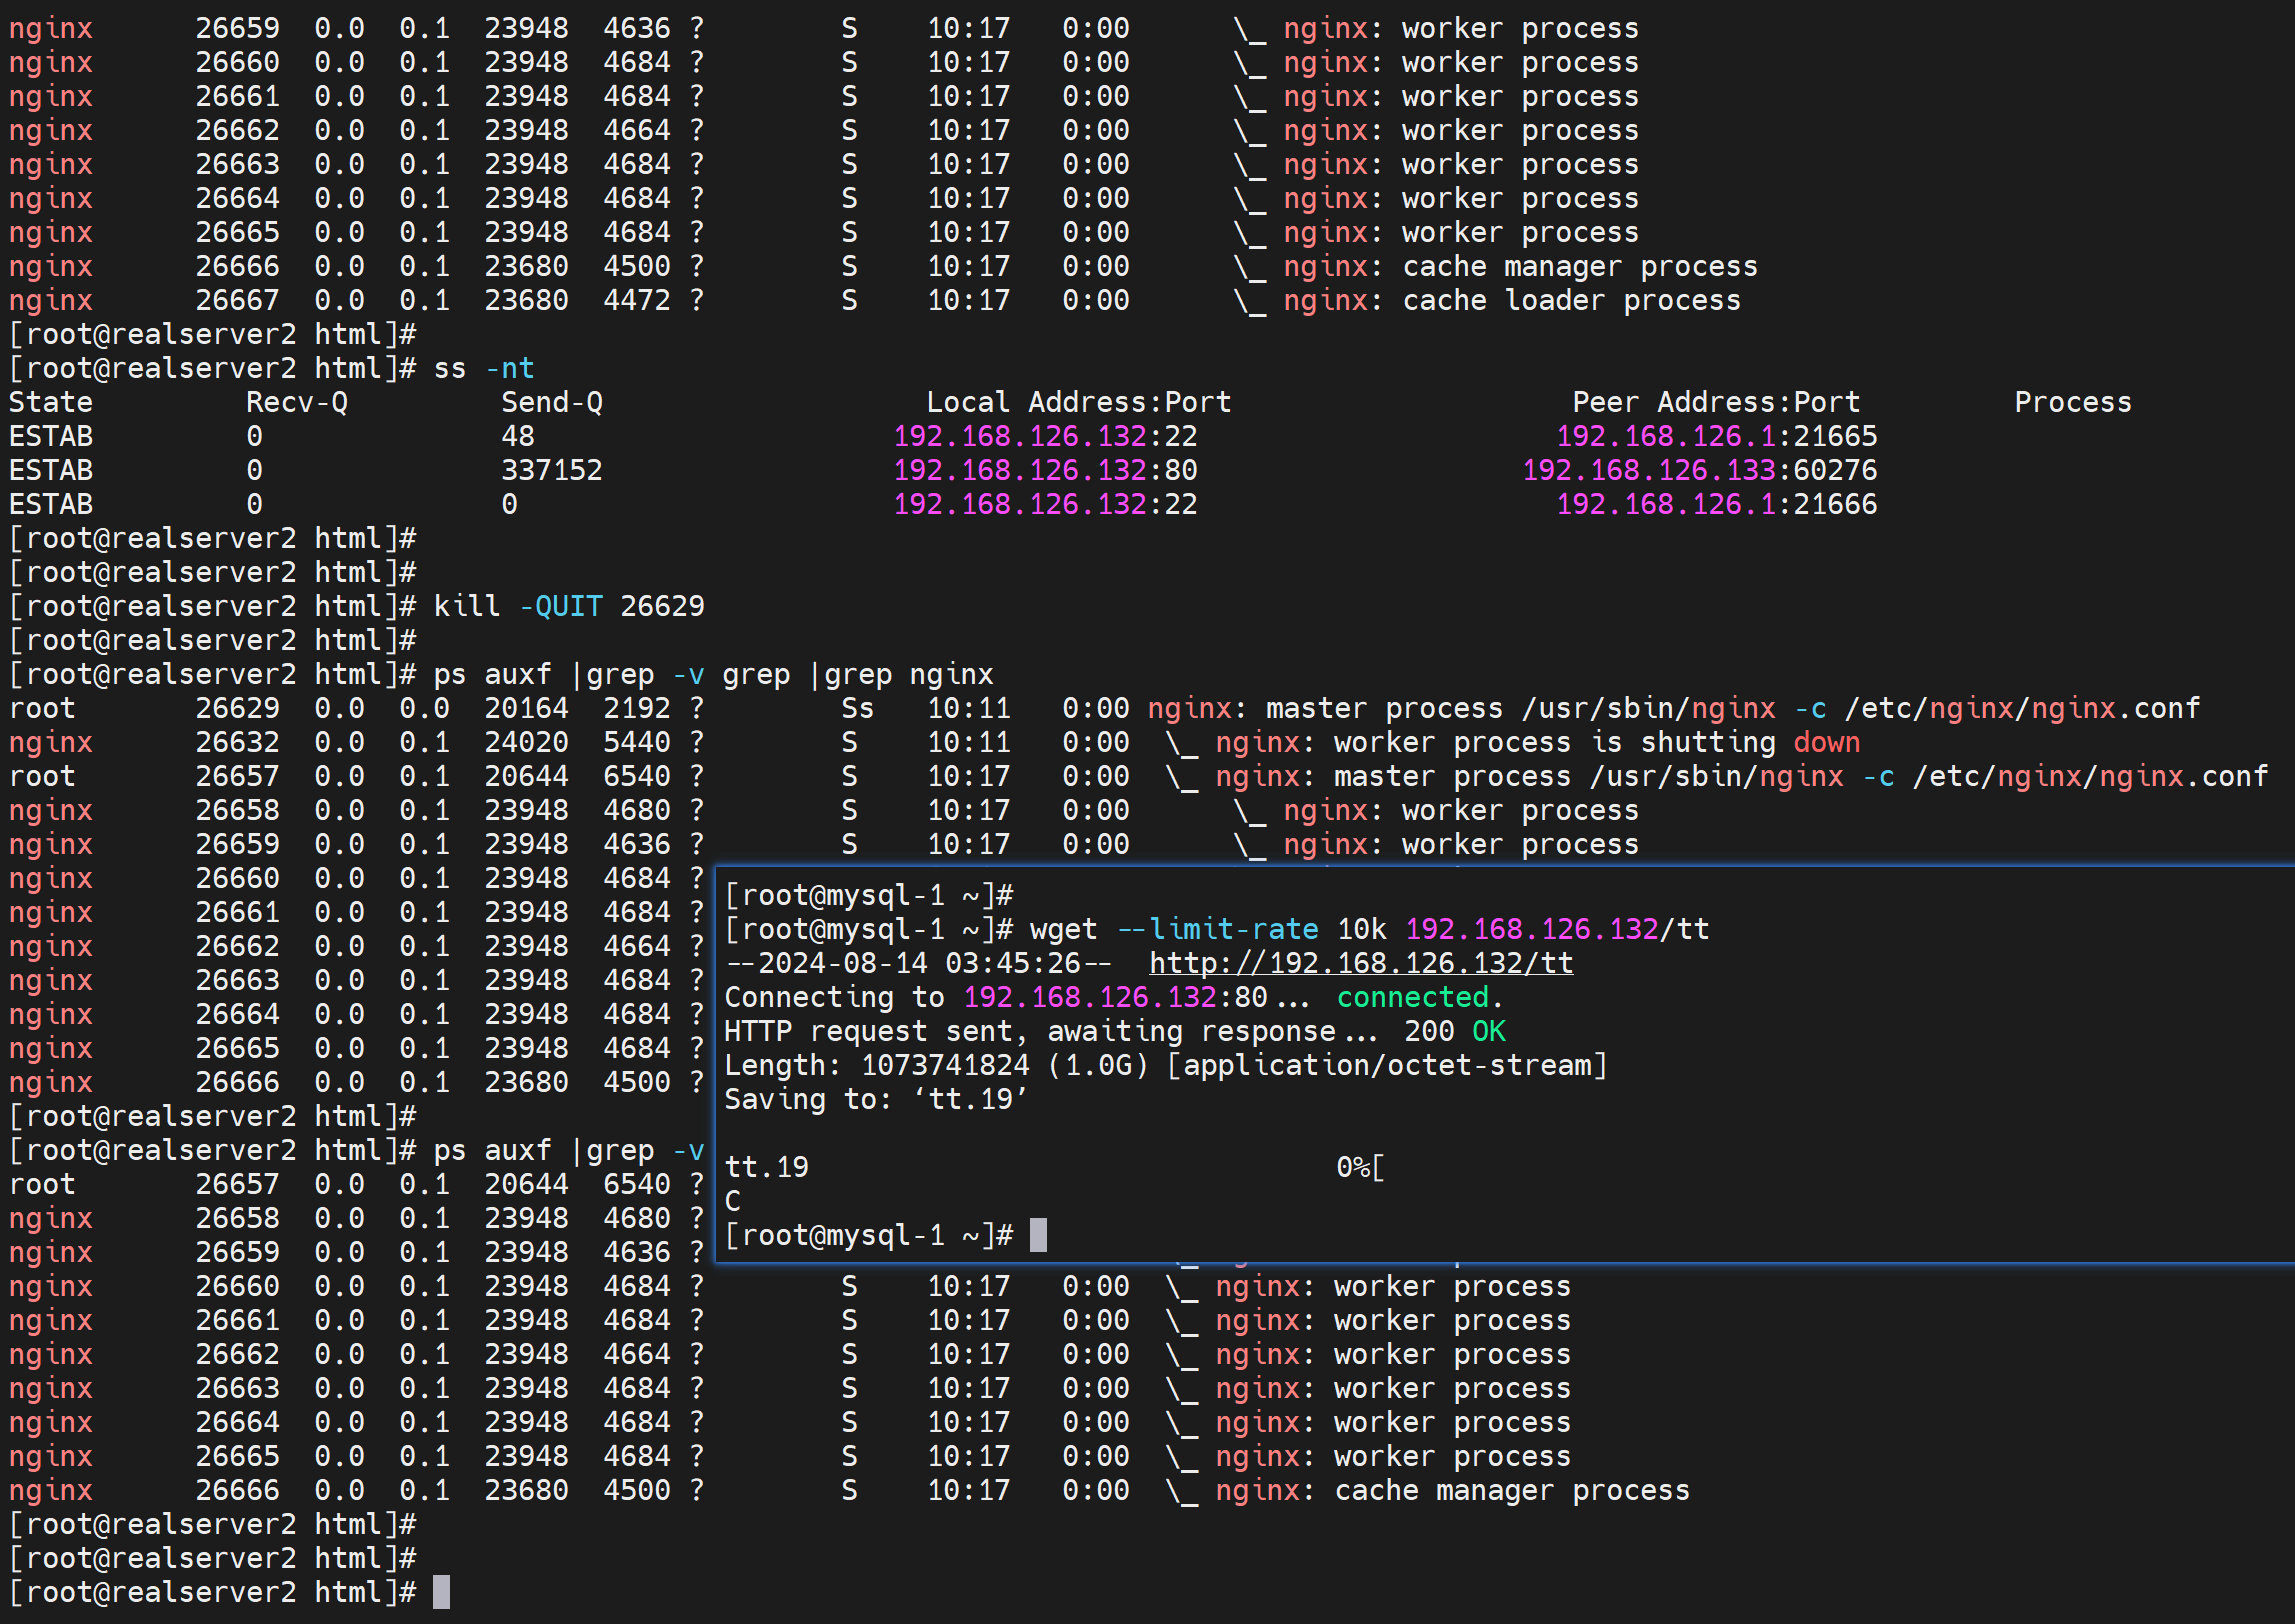 nginx 26659 0.0 0.1 23948 4636 ? S 10:17 0:00 \_ nginx: worker process
nginx 26660 0.0 0.1 23948 4684 ? S 10:17 0:00 \_ nginx: worker process
nginx 26661 0.0 0.1 23948 4684 ? S 10:17 0:00 \_ nginx: worker process
nginx 26662 0.0 0.1 23948 4664 ? S 10:17 0:00 \_ nginx: worker process
nginx 26663 0.0 0.1 23948 4684 ? S 10:17 0:00 \_ nginx: worker process
nginx 26664 0.0 0.1 23948 4684 ? S 10:17 0:00 \_ nginx: worker process
nginx 26665 0.0 0.1 23948 4684 ? S 10:17 0:00 \_ nginx: worker process
nginx 26666 0.0 0.1 23680 4500 ? S 10:17 0:00 \_ nginx: cache manager process
nginx 26667 0.0 0.1 23680 4472 ? S 10:17 0:00 \_ nginx: cache loader process
[root@realserver2 html]#
[root@realserver2 html]# ss -nt
State Recv-Q Send-Q Local Address:Port Peer Address:Port Process
ESTAB 0 48 192.168.126.132:22 192.168.126.1:21665
ESTAB 0 337152 192.168.126.132:80 192.168.126.133:60276
ESTAB 0 0 192.168.126.132:22 192.168.126.1:21666
[root@realserver2 html]#
[root@realserver2 html]#
[root@realserver2 html]# kill -QUIT 26629
[root@realserver2 html]#
[root@realserver2 html]# ps auxf |grep -v grep |grep nginx
root 26629 0.0 0.0 20164 2192 ? Ss 10:11 0:00 nginx: master process /usr/sbin/nginx -c /etc/nginx/nginx.conf
nginx 26632 0.0 0.1 24020 5440 ? S 10:11 0:00 \_ nginx: worker process is shutting down
root 26657 0.0 0.1 20644 6540 ? S 10:17 0:00 \_ nginx: master process /usr/sbin/nginx -c /etc/nginx/nginx.conf
nginx 26658 0.0 0.1 23948 4680 ? S 10:17 0:00 \_ nginx: worker process
nginx 26659 0.0 0.1 23948 4636 ? S 10:17 0:00 \_ nginx: worker process
nginx 26660 0.0 0.1 23948 4684 ?
nginx 26661 0.0 0.1 23948 4684 ?
nginx 26662 0.0 0.1 23948 4664 ?
nginx 26663 0.0 0.1 23948 4684 ?
nginx 26664 0.0 0.1 23948 4684 ?
nginx 26665 0.0 0.1 23948 4684 ?
nginx 26666 0.0 0.1 23680 4500 ?
[root@realserver2 html]#
[root@realserver2 html]# ps auxf |grep -v
root 26657 0.0 0.1 20644 6540 ?
nginx 26658 0.0 0.1 23948 4680 ?
nginx 26659 0.0 0.1 23948 4636 ?
nginx 26660 0.0 0.1 23948 4684 ? S 10:17 0:00 \_ nginx: worker process
nginx 26661 0.0 0.1 23948 4684 ? S 10:17 0:00 \_ nginx: worker process
nginx 26662 0.0 0.1 23948 4664 ? S 10:17 0:00 \_ nginx: worker process
nginx 26663 0.0 0.1 23948 4684 ? S 10:17 0:00 \_ nginx: worker process
nginx 26664 0.0 0.1 23948 4684 ? S 10:17 0:00 \_ nginx: worker process
nginx 26665 0.0 0.1 23948 4684 ? S 10:17 0:00 \_ nginx: worker process
nginx 26666 0.0 0.1 23680 4500 ? S 10:17 0:00 \_ nginx: cache manager process
[root@realserver2 html]#
[root@realserver2 html]#
[root@realserver2 html]#
[root@mysql-1 ~]#
[root@mysql-1 ~]# wget --limit-rate 10k 192.168.126.132/tt
--2024-08-14 03:45:26-- http://192.168.126.132/tt
Connecting to 192.168.126.132:80... connected.
HTTP request sent, awaiting response... 200 OK
Length: 1073741824 (1.0G) [application/octet-stream]
Saving to: ‘tt.19’
tt.19 0%[
C
[root@mysql-1 ~]#